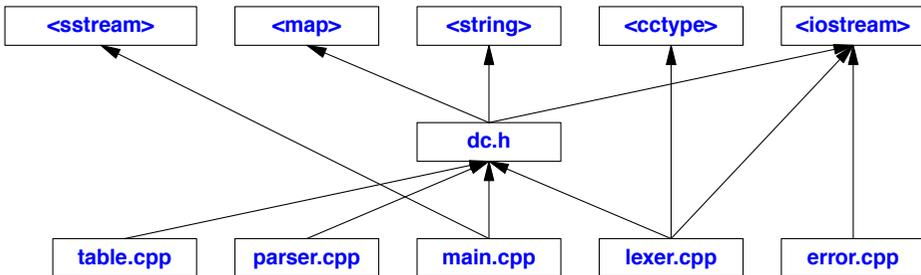 <sstream>
<map>
<string>
<cctype>
<iostream>
dc.h
table.cpp
parser.cpp
main.cpp
lexer.cpp
error.cpp